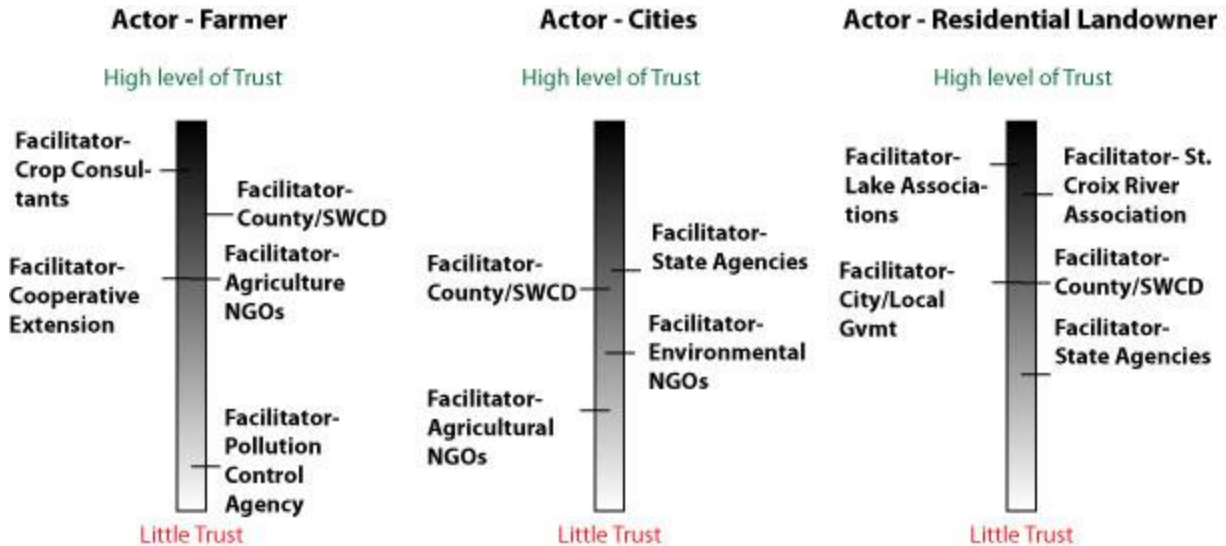 Actor - Farmer
High level of Trust
Facilitator-
Crop Consul-
tants
Facilitator-
County/SWCD
Facilitator-
Cooperative
Extension
Facilitator-
Agriculture
NGOs
Facilitator-
Pollution
Control
Agency
Little Trust
Actor - Cities
High level of Trust
Facilitator-
State Agencies
Facilitator-
County/SWCD
Facilitator-
Environmental
NGOs
Facilitator-
Agricultural
NGOs
Little Trust
Actor - Residential Landowner
High level of Trust
Facilitator-
Lake Associa-
tions
Facilitator- St.
Croix River
Association
Facilitator-
City/Local
Gvmt
Facilitator-
County/SWCD
Facilitator-
State Agencies
Little Trust